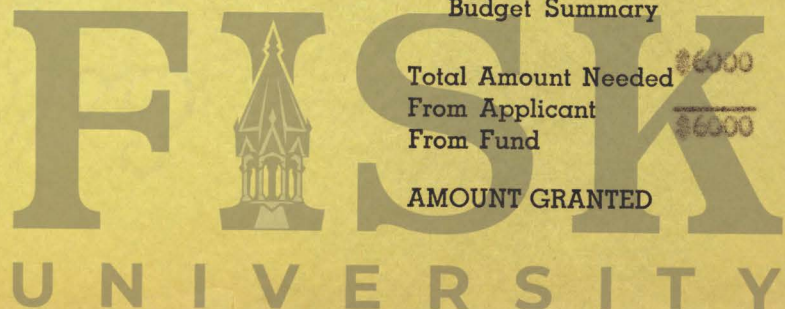 Budget Summary
Total Amount Needed $6000
From Applicant
From Fund $6000
AMOUNT GRANTED
FISK
UNIVERSITY